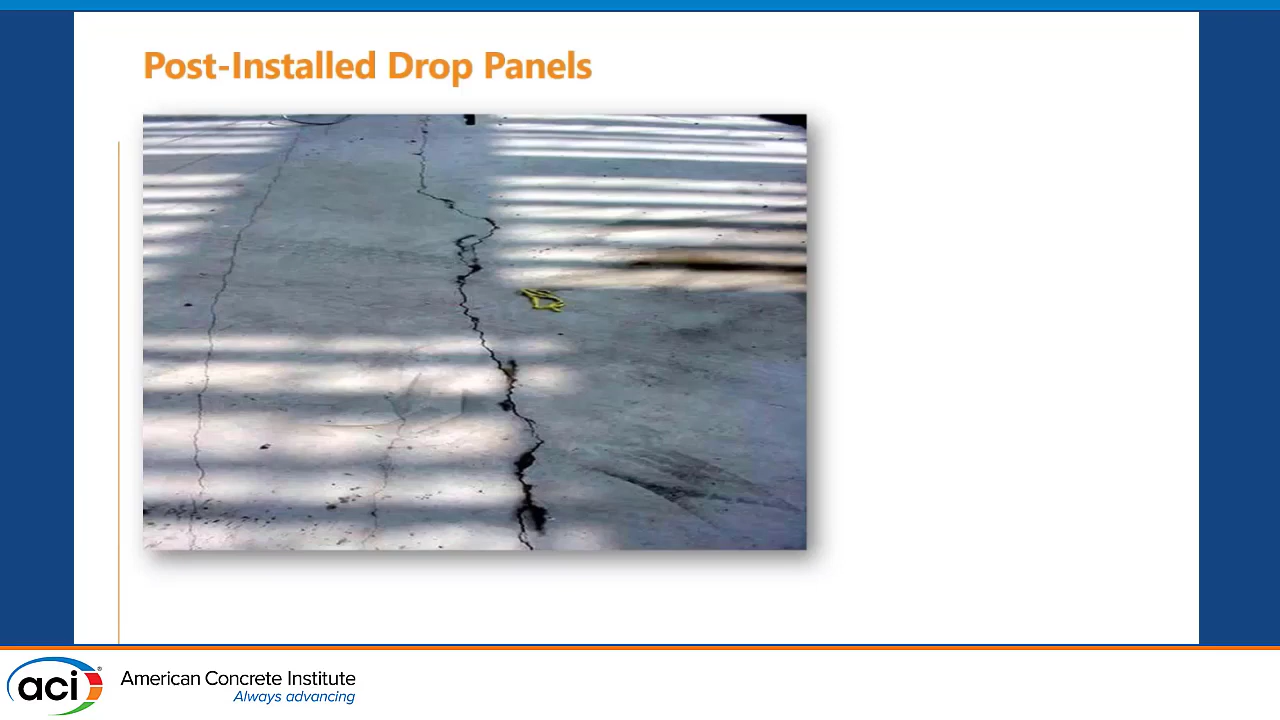 Post-Installed Drop Panels
aci®
American Concrete Institute
Always advancing